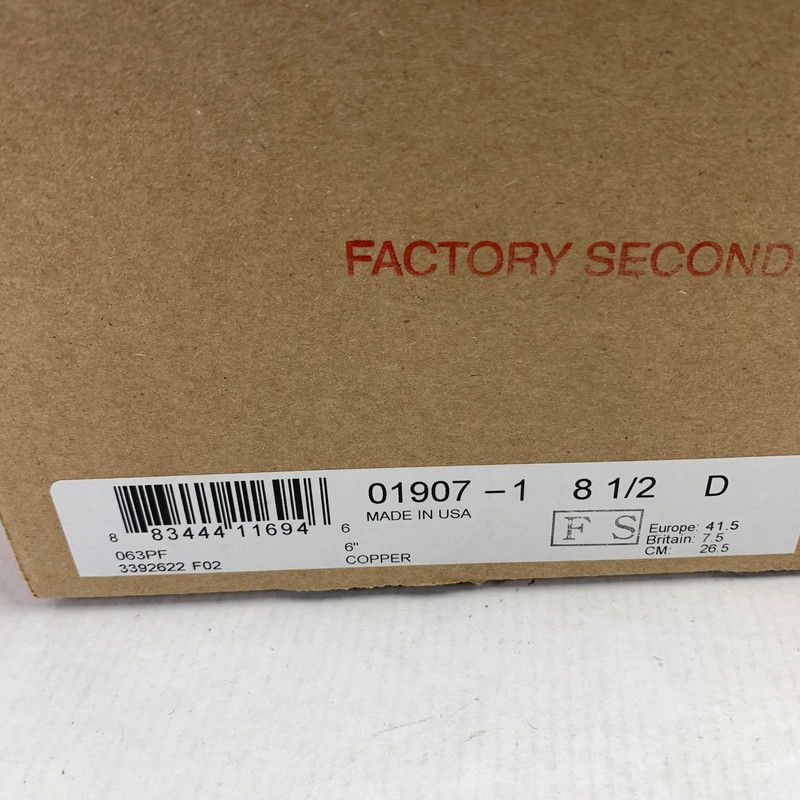 FACTORY SECOND
01907 – 1 8 1/2 D
MADE IN USA
8 83444 11694 6
F S
Europe: 41.5
Britain: 7.5
CM: 26.5
063PF
3392622 F02
6"
COPPER